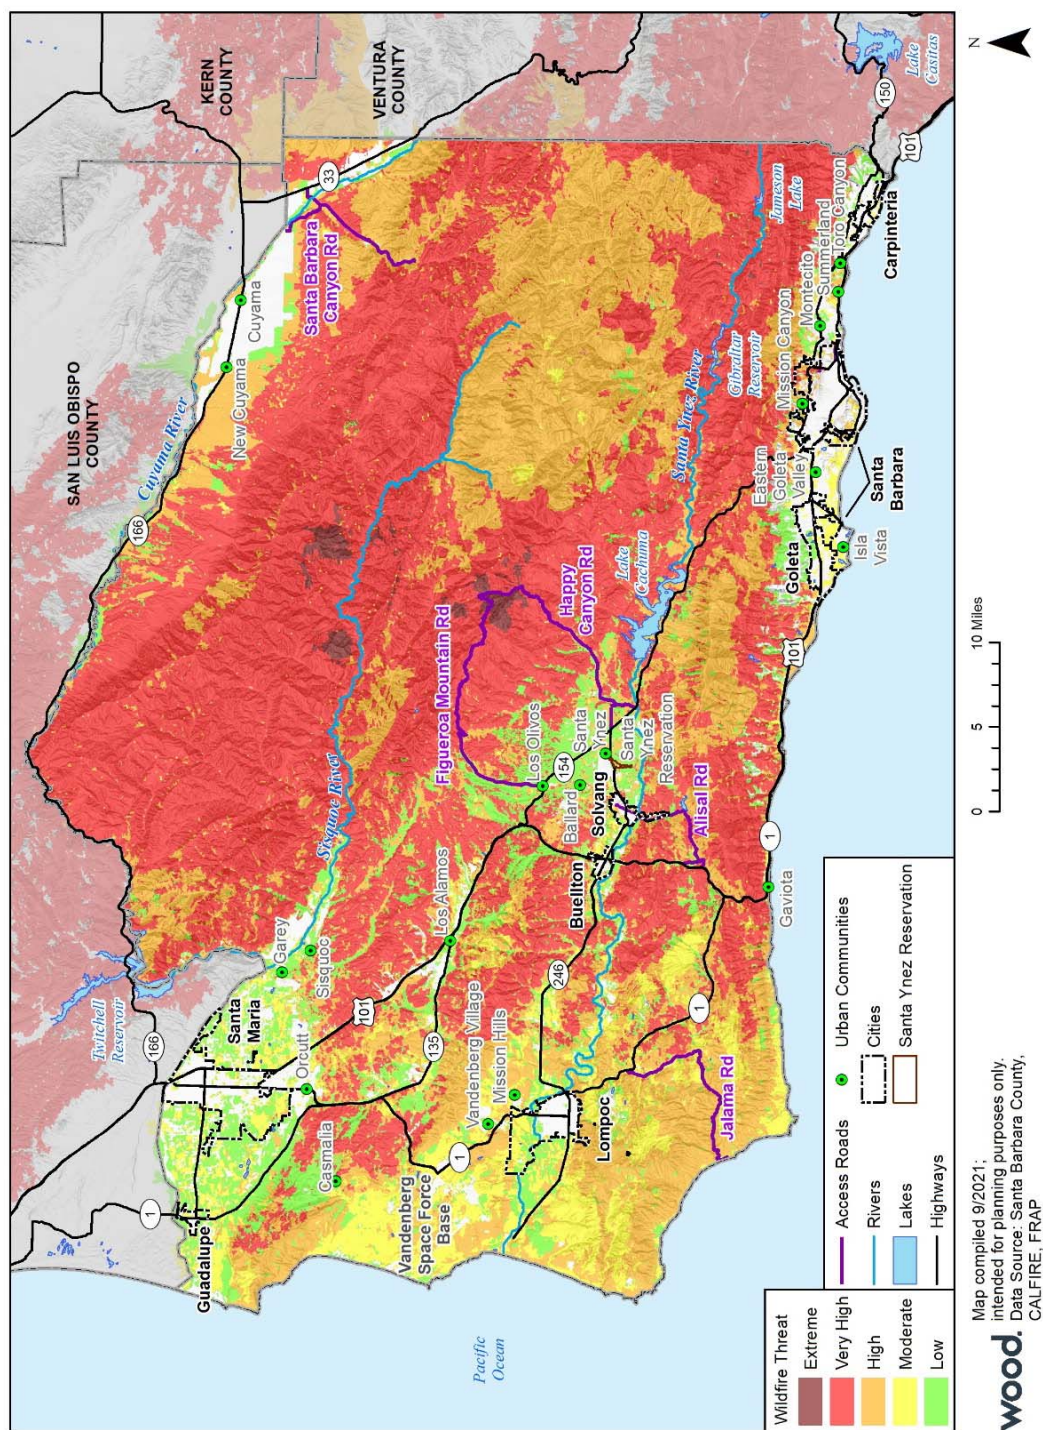 SAN LUIS OBISPO
COUNTY
KERN
COUNTY
VENTURA
COUNTY
Twitchell
Reservoir
166
166
33
Cuyama River
New Cuyama
Cuyama
Santa Barbara
Canyon Rd
1
Guadalupe
Santa
Maria
Orcutt
Garey
Sisquoc
Sisquoc River
Casmalia
101
135
Los Alamos
Figueroa Mountain Rd
Happy
Canyon Rd
Vandenberg
Space Force
Base
1
Vandenberg Village
Mission Hills
Lompoc
246
Buellton
Solvang
Ballard
Los Olivos
154
Santa
Ynez
Santa
Ynez
Reservation
Lake
Cachuma
Santa Ynez River
Gibraltar
Reservoir
Jameson
Lake
Jalama Rd
1
Alisal Rd
1
Gaviota
101
Goleta
Isla
Vista
Eastern
Goleta
Valley
Santa
Barbara
Mission Canyon
Montecito
Summerland
Toro Canyon
Carpinteria
101
150
Lake
Casitas
Pacific
Ocean
0
5
10 Miles
N
Wildfire Threat
Extreme
Very High
High
Moderate
Low
Access Roads
Rivers
Lakes
Highways
Urban Communities
Cities
Santa Ynez Reservation
wood.
Map compiled 9/2021;
intended for planning purposes only.
Data Source: Santa Barbara County,
CALFIRE, FRAP